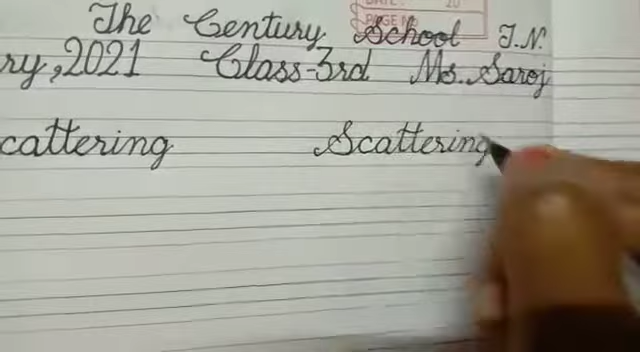 The Century School J.N.
ry, 2021 Class-3rd Ms. Saroj
cattering Scattering